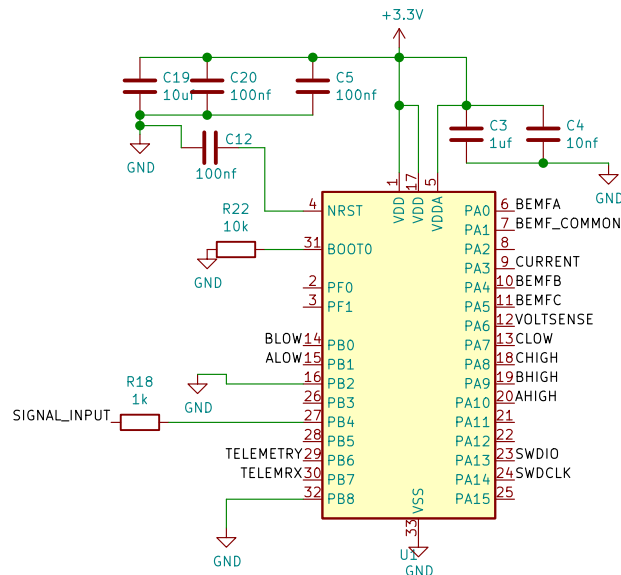 +3.3V
C19
10uf
C20
100nf
C5
100nf
C12
100nf
GND
C3
1uf
C4
10nf
GND
1
17
5
VDD
VDD
VDDA
R22
10k
GND
4
NRST
31
BOOT0
2
PF0
3
PF1
BLOW
14
PB0
ALOW
15
PB1
16
PB2
GND
26
PB3
R18
1k
SIGNAL_INPUT
27
PB4
28
PB5
TELEMETRY
29
PB6
TELEMRX
30
PB7
32
PB8
GND
PA0
6
BEMFA
PA1
7
BEMF_COMMON
PA2
8
PA3
9
CURRENT
PA4
10
BEMFB
PA5
11
BEMFC
PA6
12
VOLTSENSE
PA7
13
CLOW
PA8
18
CHIGH
PA9
19
BHIGH
PA10
20
AHIGH
PA11
21
PA12
22
PA13
23
SWDIO
PA14
24
SWDCLK
PA15
25
VSS
33
U1
GND